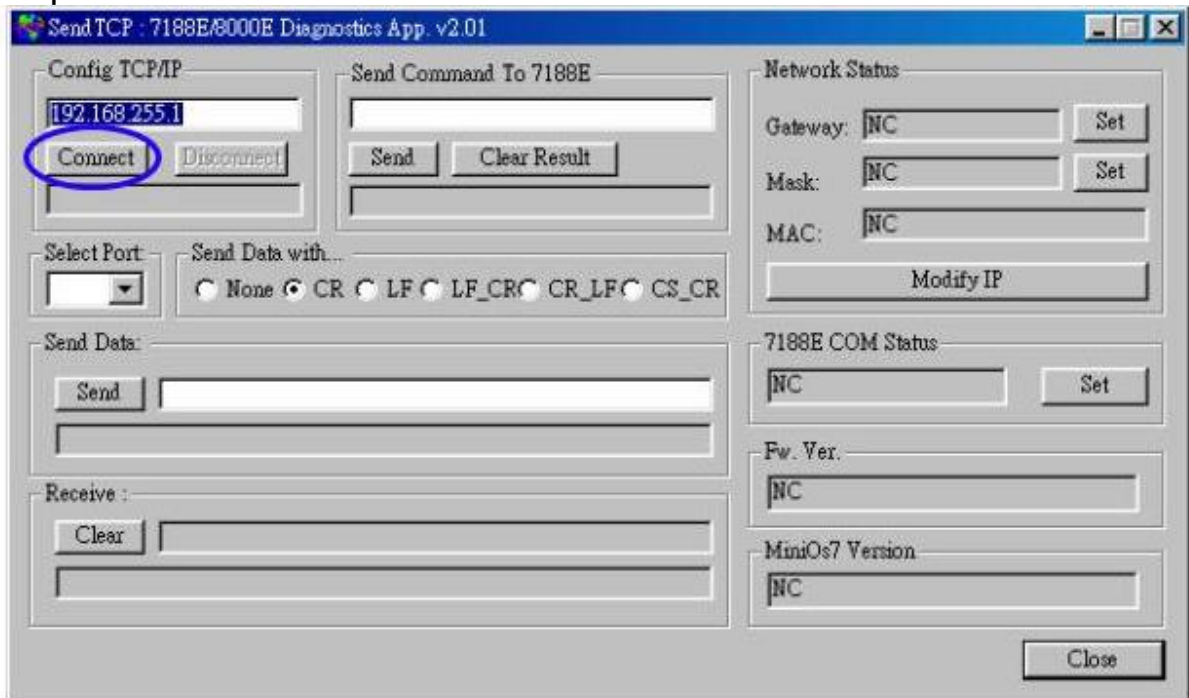 Send TCP : 7188E/8000E Diagnostics App. v2.01
Config TCP/IP
192.168.255.1
Connect Disconnect
Send Command To 7188E
Send Clear Result
Network Status
Gateway: NC Set
Mask: NC Set
MAC: NC
Modify IP
Select Port:
Send Data with...
None CR LF LF_CR CR_LF CS_CR
Send Data:
Send
7188E COM Status
NC Set
Fw. Ver.
NC
Receive :
Clear
MiniOs7 Version
NC
Close